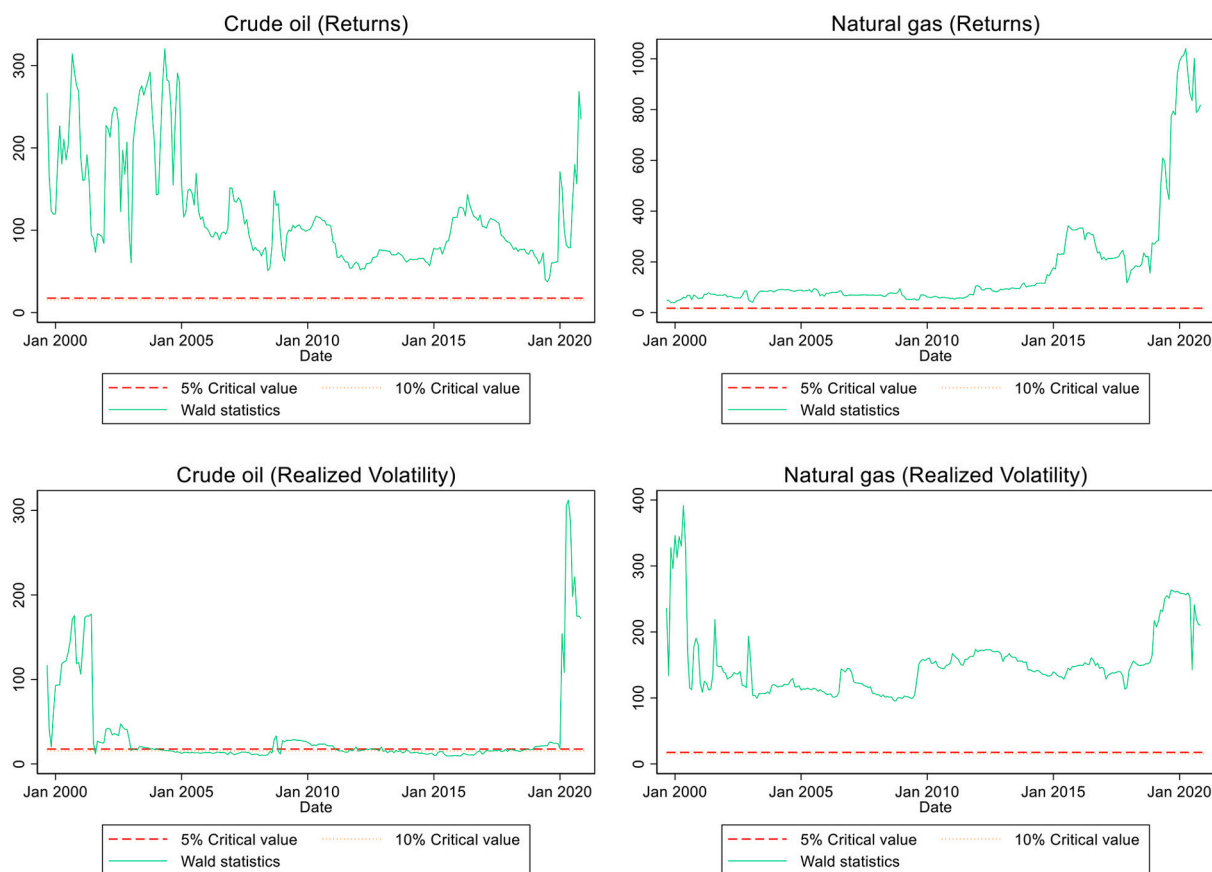 Crude oil (Returns)
300
200
100
0
Jan 2000 Jan 2005 Jan 2010 Jan 2015 Jan 2020
Date
5% Critical value 10% Critical value
Wald statistics
Natural gas (Returns)
1000
800
600
400
200
0
Jan 2000 Jan 2005 Jan 2010 Jan 2015 Jan 2020
Date
5% Critical value 10% Critical value
Wald statistics
Crude oil (Realized Volatility)
300
200
100
0
Jan 2000 Jan 2005 Jan 2010 Jan 2015 Jan 2020
Date
5% Critical value 10% Critical value
Wald statistics
Natural gas (Realized Volatility)
400
300
200
100
0
Jan 2000 Jan 2005 Jan 2010 Jan 2015 Jan 2020
Date
5% Critical value 10% Critical value
Wald statistics